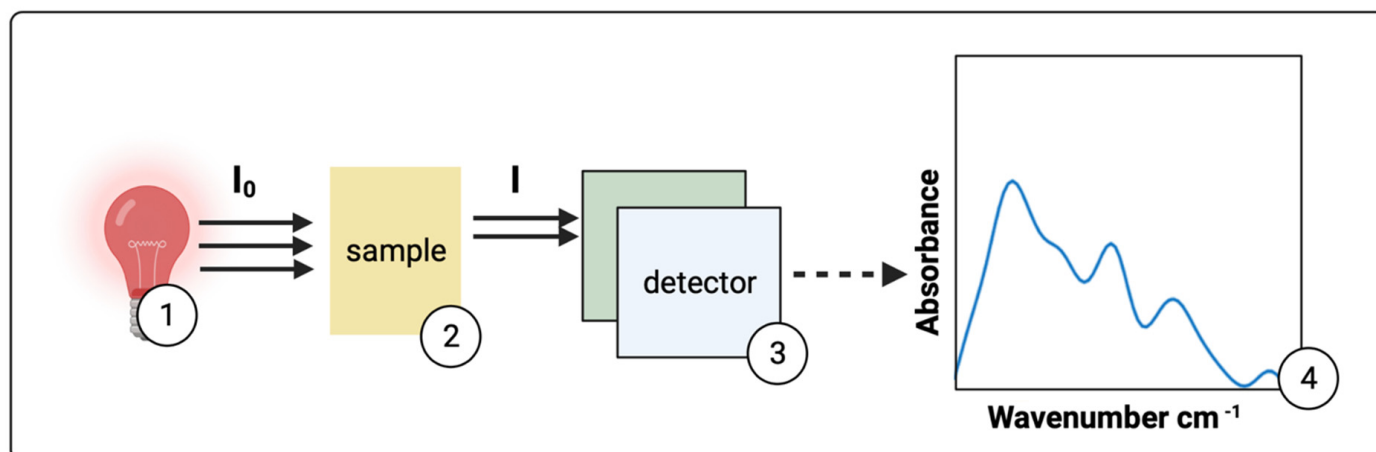 I₀
I
1
sample
2
detector
3
Absorbance
4
Wavenumber cm⁻¹